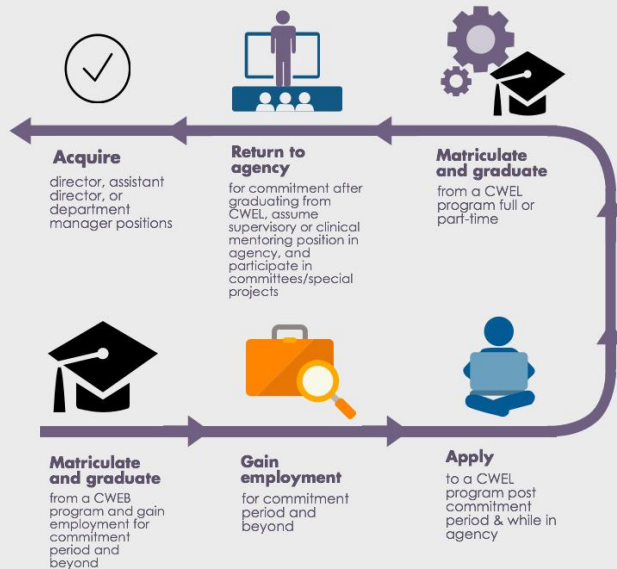 Acquire
director, assistant
director, or
department
manager positions
Return to
agency
for commitment after
graduating from
CWEL, assume
supervisory or clinical
mentoring position in
agency, and
participate in
committees/special
projects
Matriculate
and graduate
from a CWEL
program full or
part-time
Matriculate
and graduate
from a CWEB
program and gain
employment for
commitment
period and
beyond
Gain
employment
for commitment
period and
beyond
Apply
to a CWEL
program post
commitment
period & while in
agency